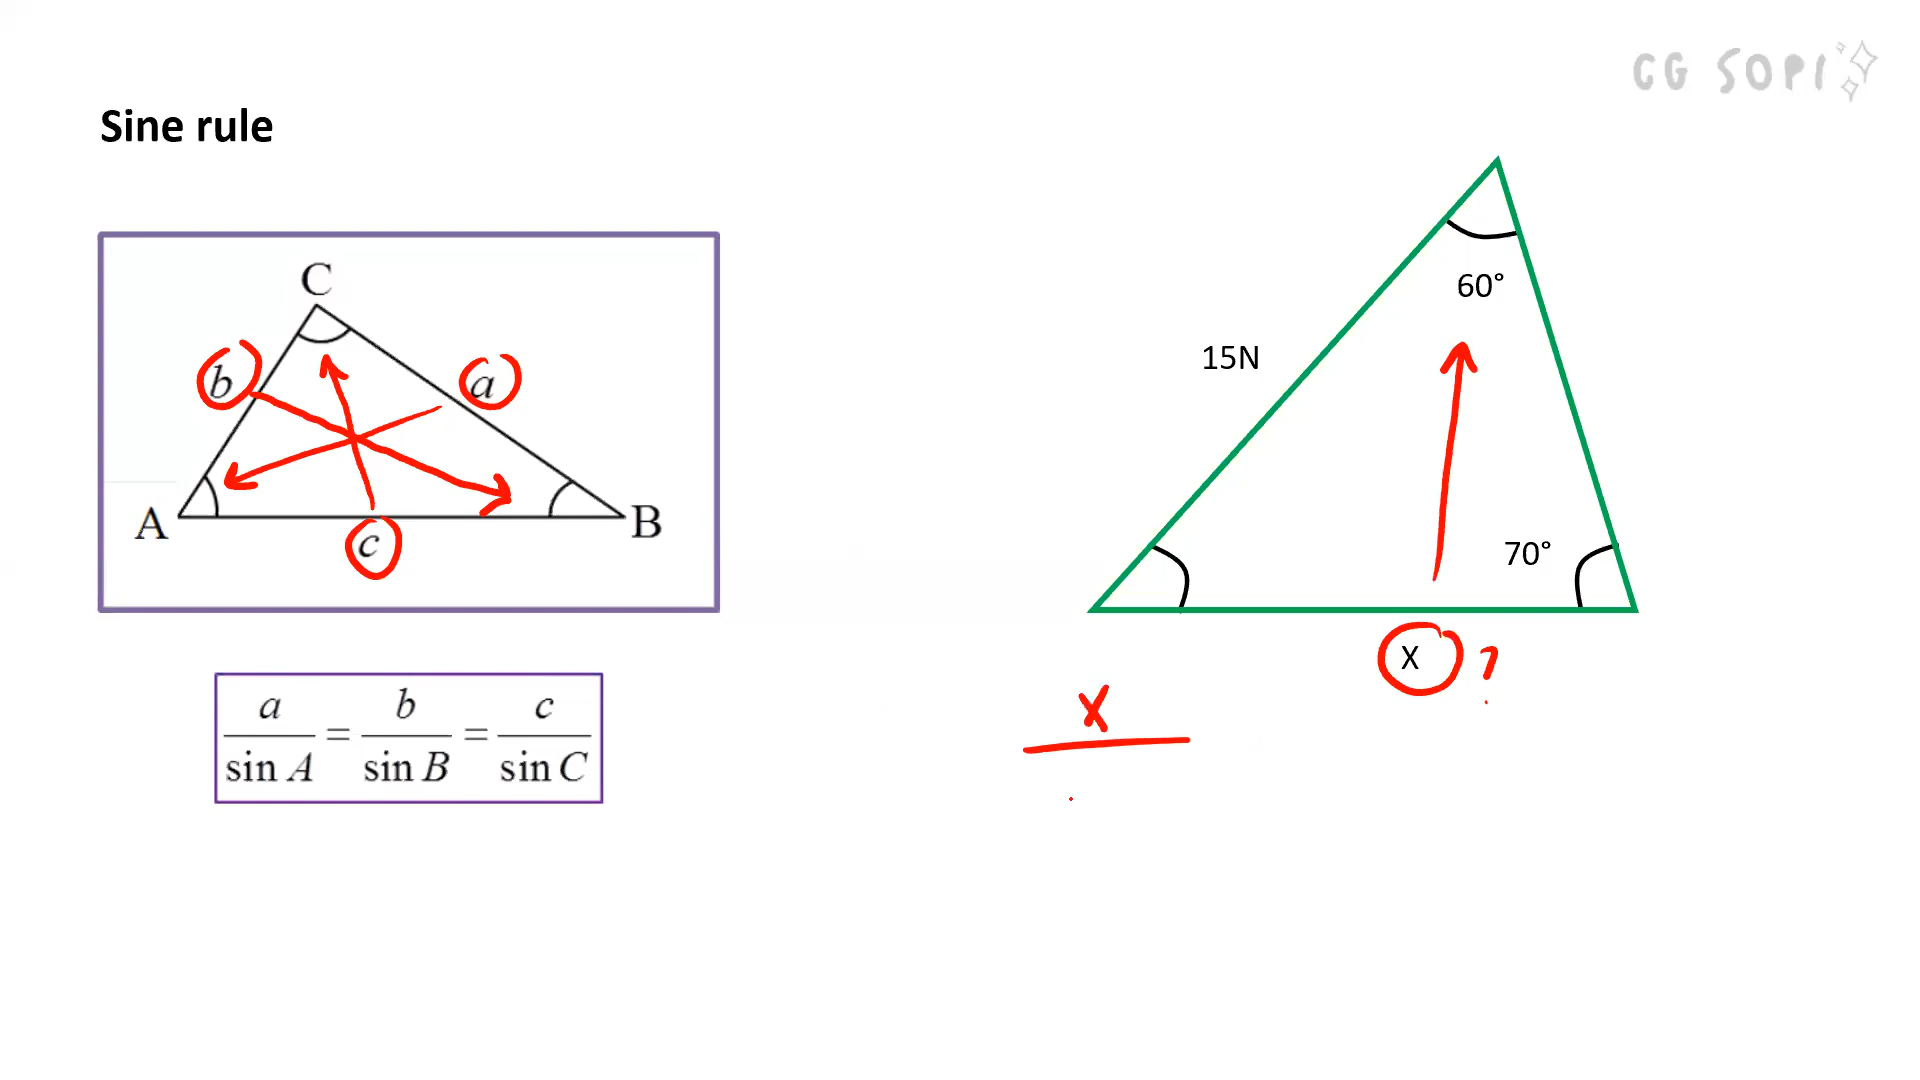 CG SOPI
Sine rule
C
b
a
A
B
c
a/sin A = b/sin B = c/sin C
60°
15N
70°
X ?
X